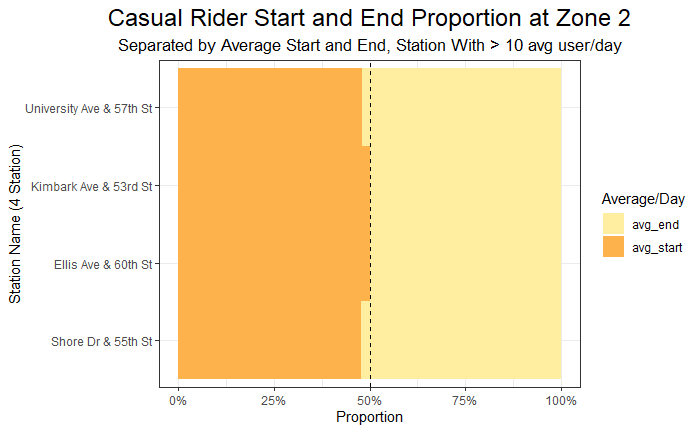 Casual Rider Start and End Proportion at Zone 2
Separated by Average Start and End, Station With > 10 avg user/day
Station Name (4 Station)
University Ave & 57th St
Kimbark Ave & 53rd St
Ellis Ave & 60th St
Shore Dr & 55th St
0%
25%
50%
75%
100%
Proportion
Average/Day
avg_end
avg_start